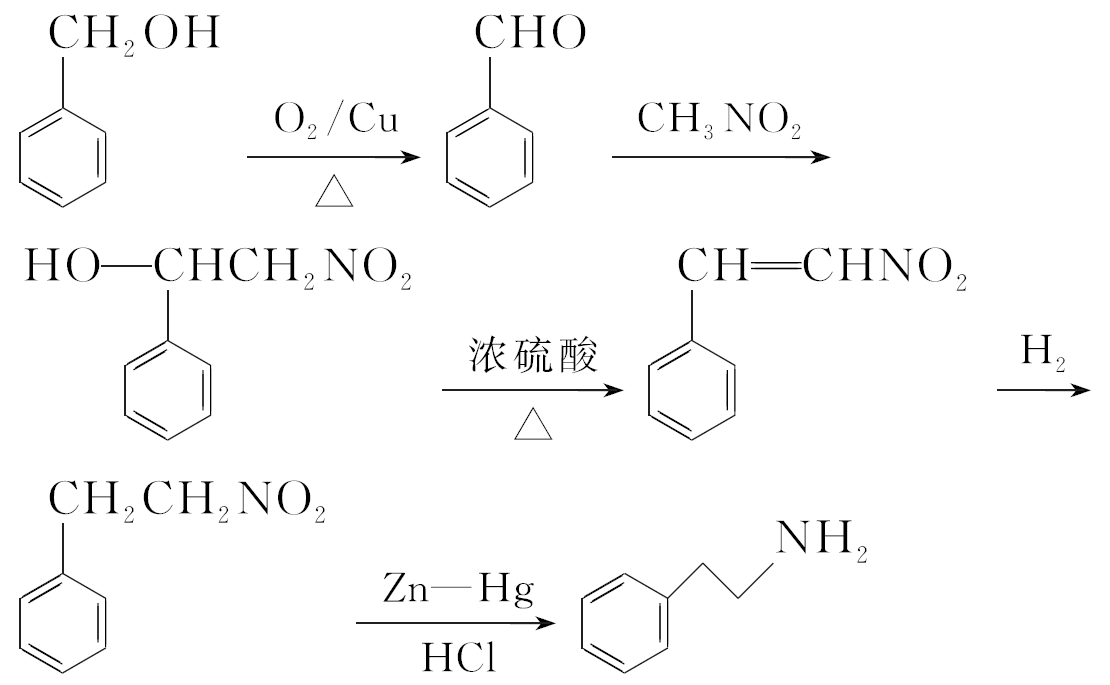 CH₂OH CHO
O₂/Cu CH₃NO₂
△
HO—CHCH₂NO₂ CH═CHNO₂
浓硫酸 H₂
△
CH₂CH₂NO₂ NH₂
Zn—Hg
HCl